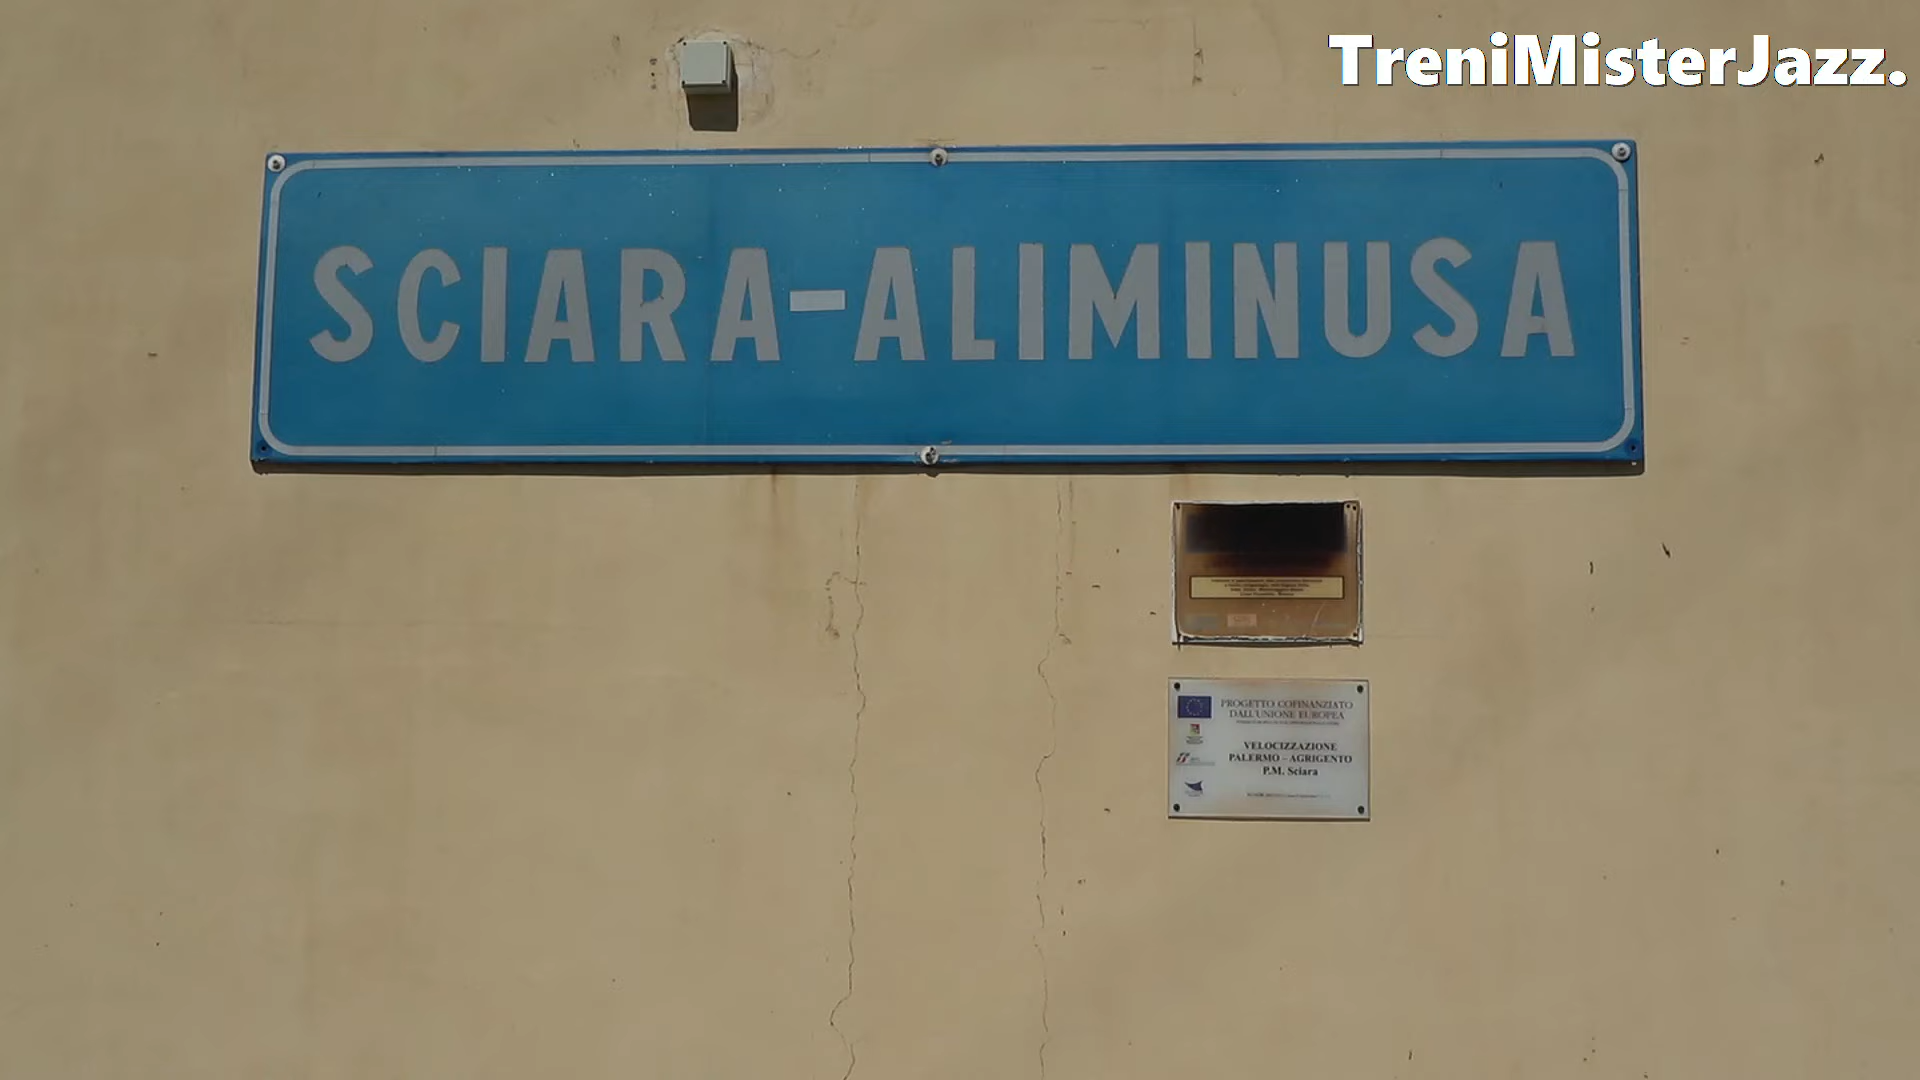 TreniMisterJazz.
SCIARA-ALIMINUSA
PROGETTO COFINANZIATO
DALL'UNIONE EUROPEA
VELOCIZZAZIONE
PALERMO – AGRIGENTO
P.M. Sciara